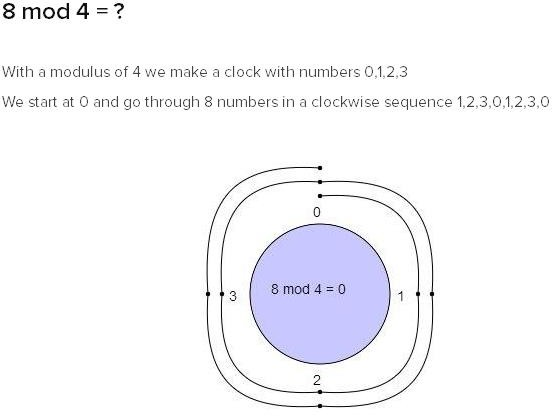 8 mod 4 = ?
With a modulus of 4 we make a clock with numbers 0,1,2,3
We start at 0 and go through 8 numbers in a clockwise sequence 1,2,3,0,1,2,3,0
0
3
8 mod 4 = 0
1
2